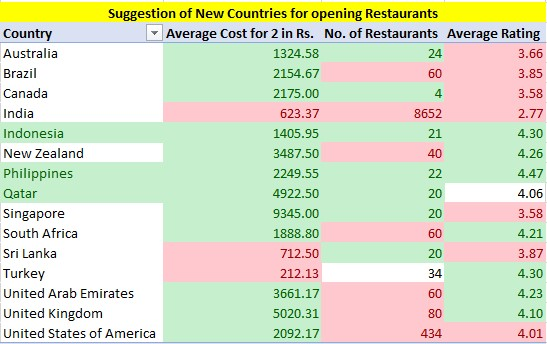 Suggestion of New Countries for opening Restaurants
Country Average Cost for 2 in Rs. No. of Restaurants Average Rating
Australia 1324.58 24 3.66
Brazil 2154.67 60 3.85
Canada 2175.00 4 3.58
India 623.37 8652 2.77
Indonesia 1405.95 21 4.30
New Zealand 3487.50 40 4.26
Philippines 2249.55 22 4.47
Qatar 4922.50 20 4.06
Singapore 9345.00 20 3.58
South Africa 1888.80 60 4.21
Sri Lanka 712.50 20 3.87
Turkey 212.13 34 4.30
United Arab Emirates 3661.17 60 4.23
United Kingdom 5020.31 80 4.10
United States of America 2092.17 434 4.01